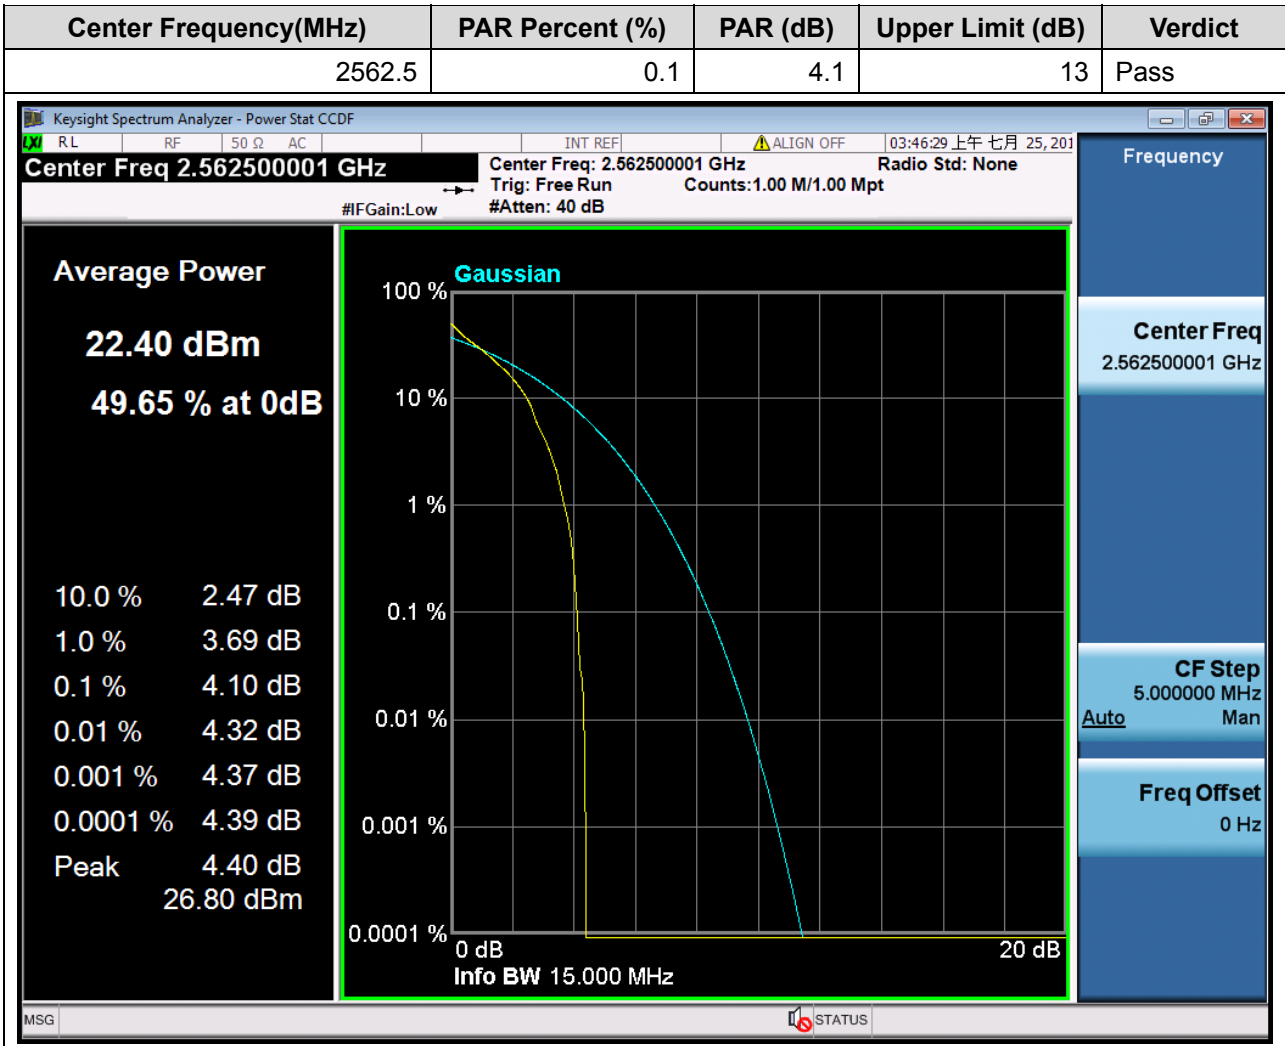 Center Frequency(MHz) PAR Percent (%) PAR (dB) Upper Limit (dB) Verdict
2562.5 0.1 4.1 13 Pass
Keysight Spectrum Analyzer - Power Stat CCDF
LXI RL RF 50 Ω AC INT REF ALIGN OFF 03:46:29 上午 七月 25, 201
Center Freq 2.562500001 GHz
#IFGain:Low
Center Freq: 2.562500001 GHz Radio Std: None
Trig: Free Run Counts:1.00 M/1.00 Mpt
#Atten: 40 dB
Average Power
22.40 dBm
49.65 % at 0dB
10.0 % 2.47 dB
1.0 % 3.69 dB
0.1 % 4.10 dB
0.01 % 4.32 dB
0.001 % 4.37 dB
0.0001 % 4.39 dB
Peak 4.40 dB
26.80 dBm
Gaussian
100 %
10 %
1 %
0.1 %
0.01 %
0.001 %
0.0001 %
0 dB 20 dB
Info BW 15.000 MHz
Frequency
Center Freq
2.562500001 GHz
CF Step
5.000000 MHz
Auto Man
Freq Offset
0 Hz
MSG STATUS